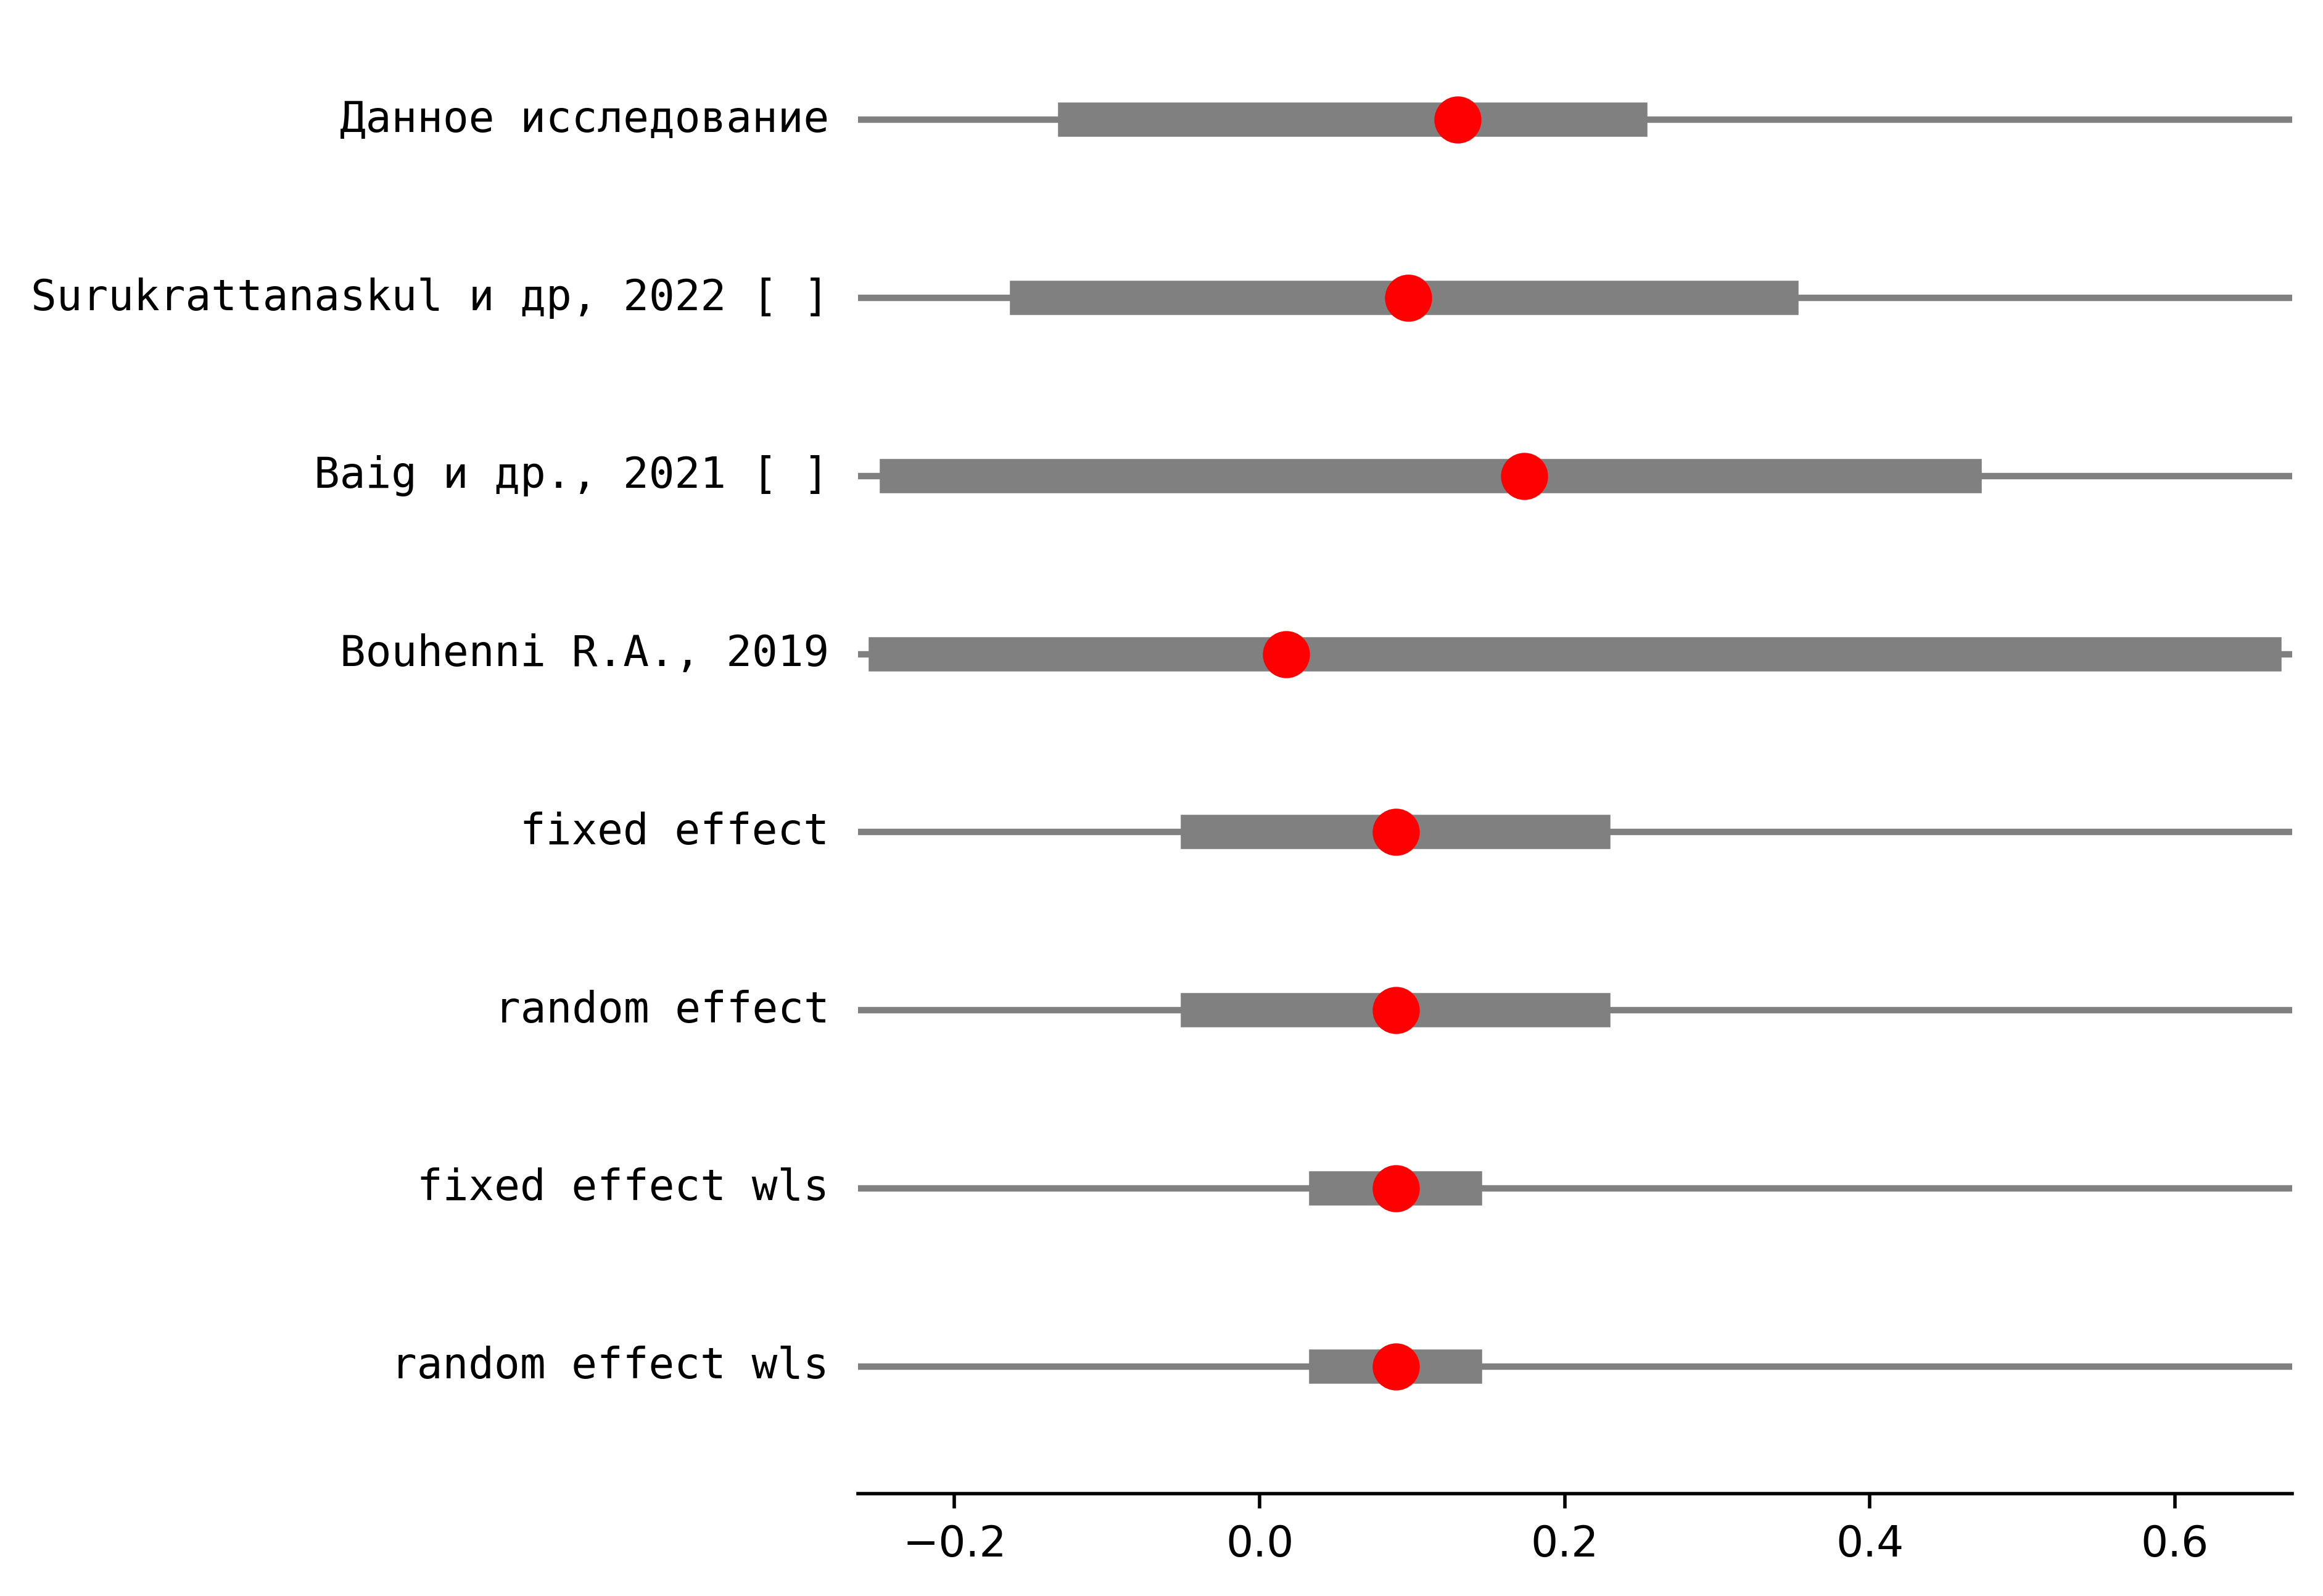 Данное исследование
Surukrattanaskul и др, 2022 [ ]
Baig и др., 2021 [ ]
Bouhenni R.A., 2019
fixed effect
random effect
fixed effect wls
random effect wls
−0.2 0.0 0.2 0.4 0.6